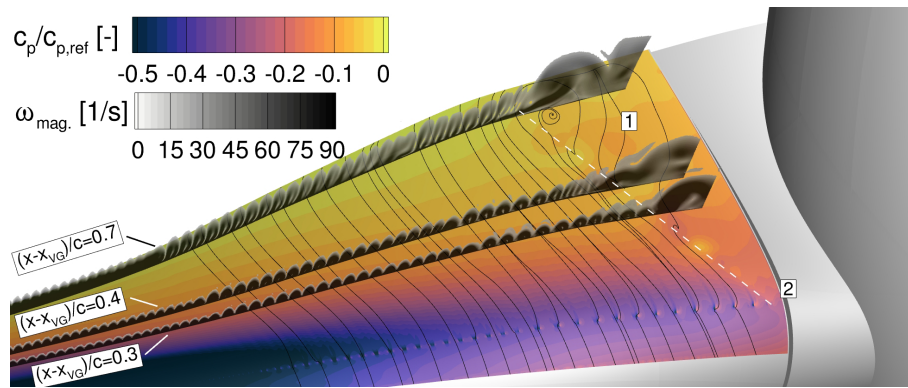 c_p/c_p,ref [-]
-0.5 -0.4 -0.3 -0.2 -0.1 0
ω_mag. [1/s]
0 15 30 45 60 75 90
1
(x-x_VG)/c=0.7
2
(x-x_VG)/c=0.4
(x-x_VG)/c=0.3